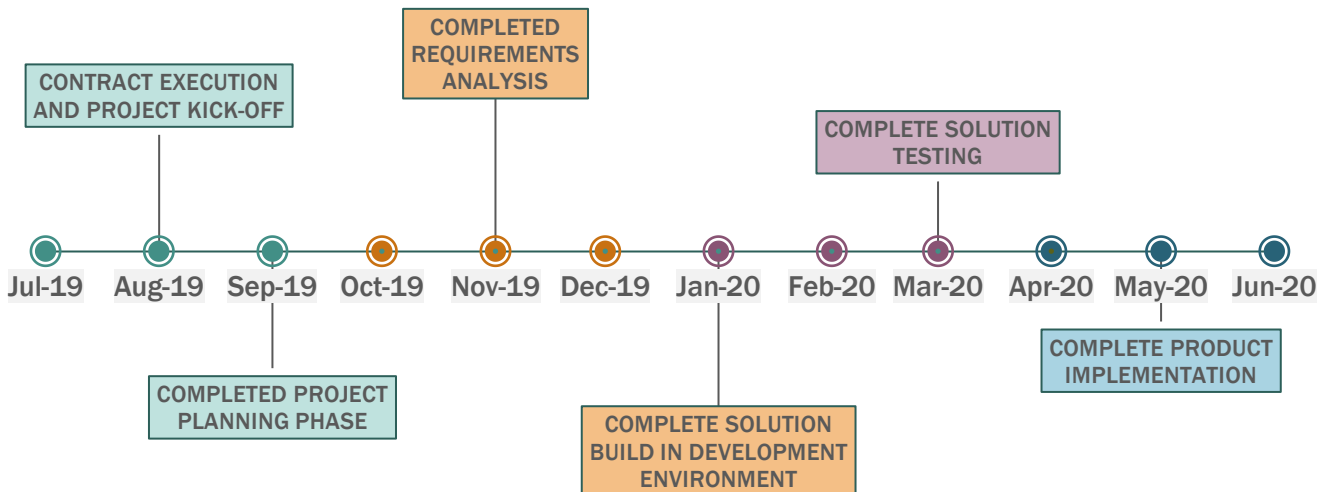 COMPLETED
REQUIREMENTS
ANALYSIS
CONTRACT EXECUTION
AND PROJECT KICK-OFF
COMPLETE SOLUTION
TESTING
Jul-19 Aug-19 Sep-19 Oct-19 Nov-19 Dec-19 Jan-20 Feb-20 Mar-20 Apr-20 May-20 Jun-20
COMPLETE PRODUCT
IMPLEMENTATION
COMPLETED PROJECT
PLANNING PHASE
COMPLETE SOLUTION
BUILD IN DEVELOPMENT
ENVIRONMENT